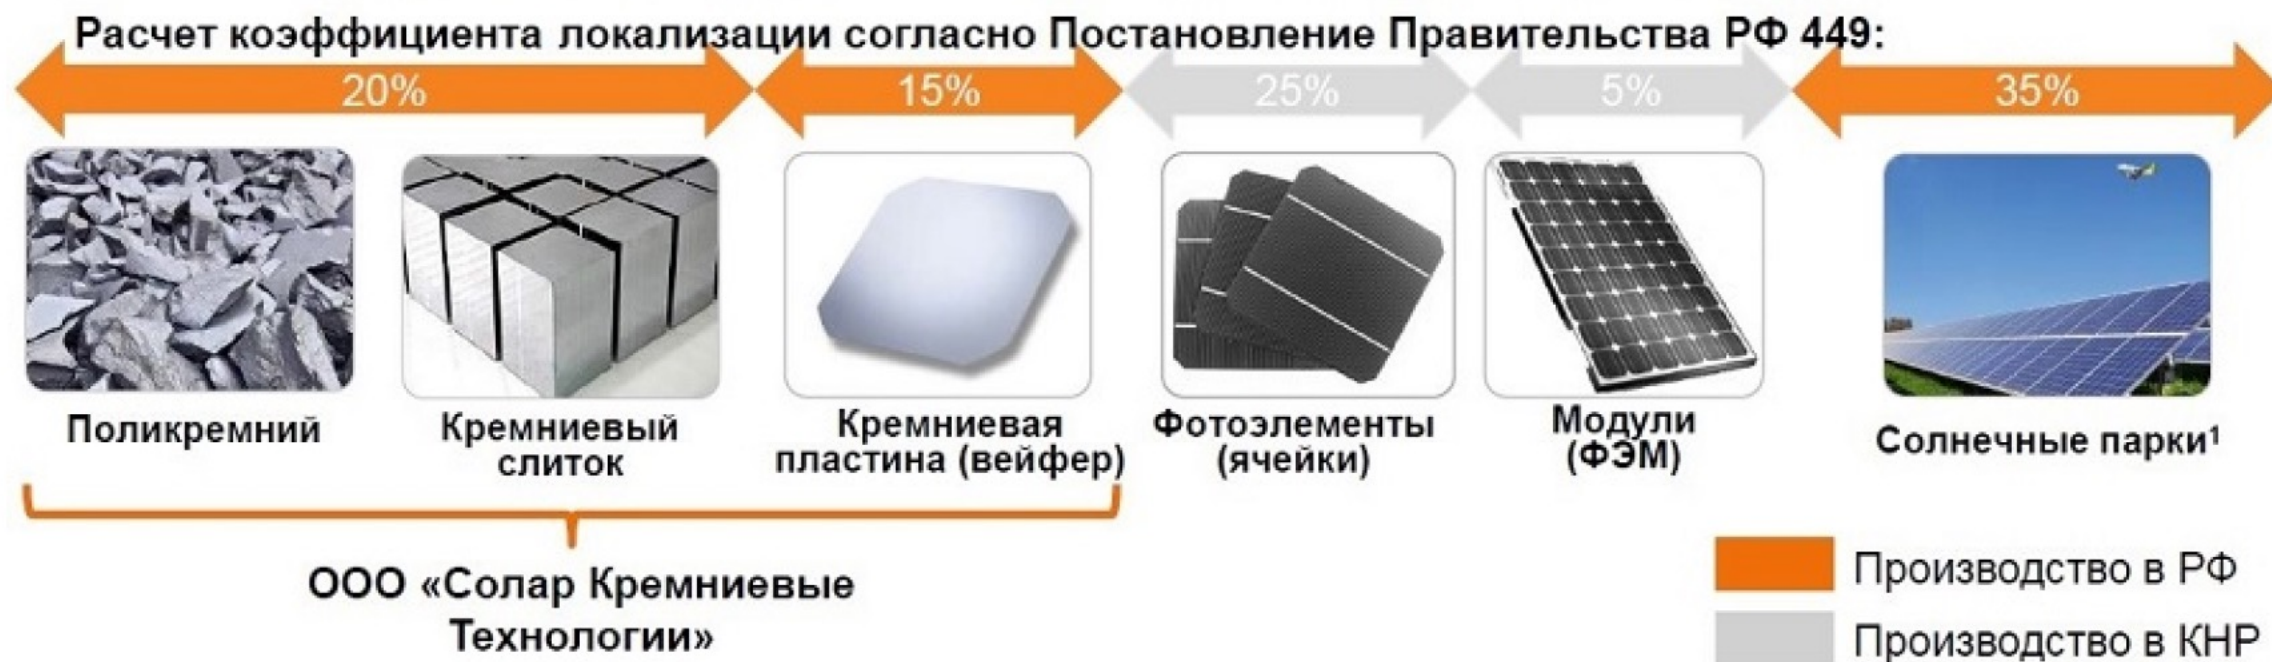 Расчет коэффициента локализации согласно Постановление Правительства РФ 449:
20%
15%
25%
5%
35%
Поликремний
Кремниевый
слиток
Кремниевая
пластина (вейфер)
Фотоэлементы
(ячейки)
Модули
(ФЭМ)
Солнечные парки¹
ООО «Солар Кремниевые
Технологии»
Производство в РФ
Производство в КНР